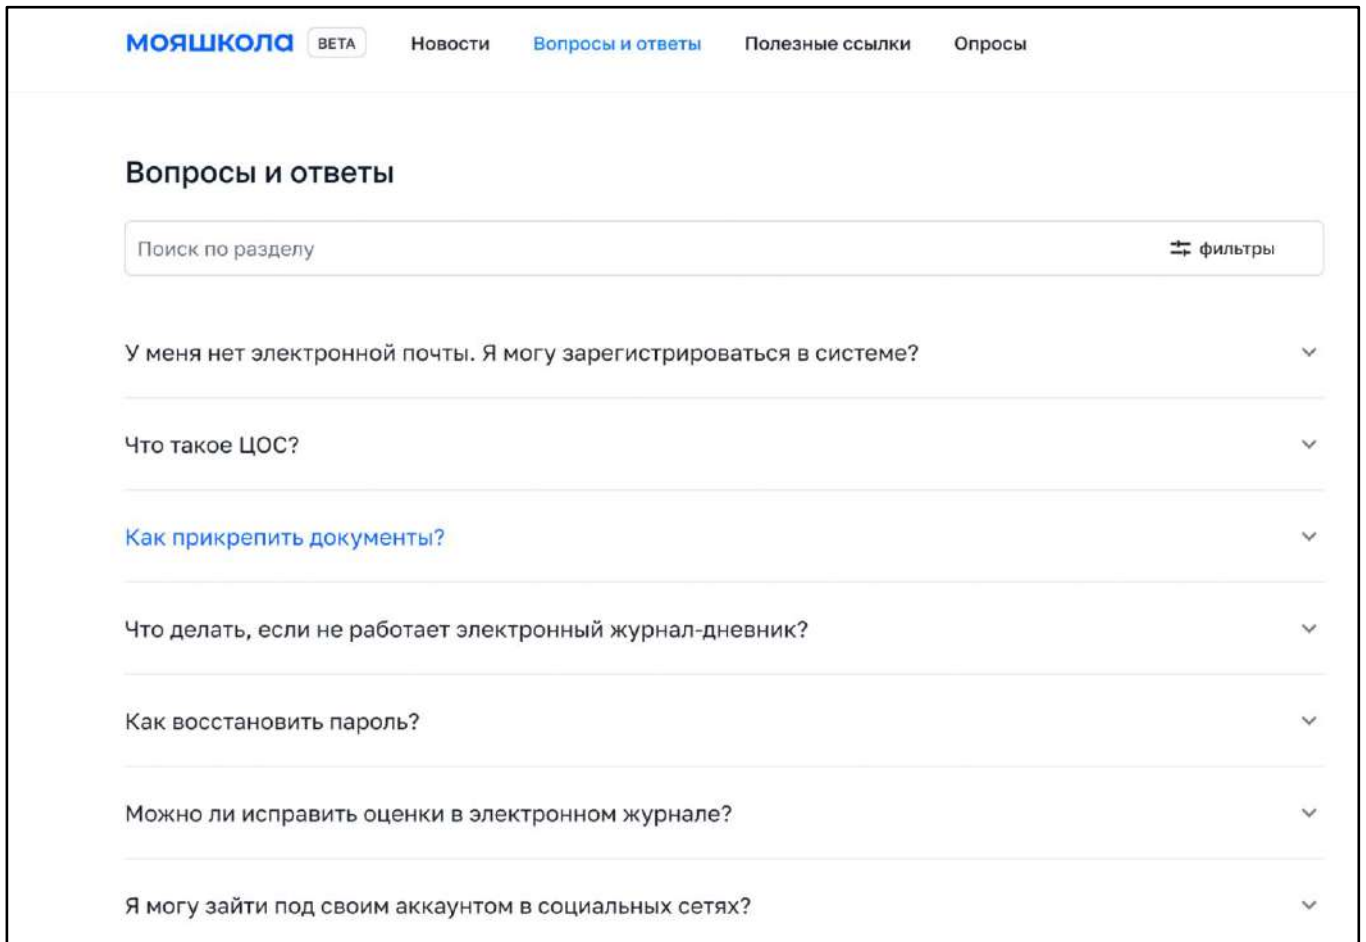 мояшкола BETA Новости Вопросы и ответы Полезные ссылки Опросы
Вопросы и ответы
Поиск по разделу фильтры
У меня нет электронной почты. Я могу зарегистрироваться в системе?
Что такое ЦОС?
Как прикрепить документы?
Что делать, если не работает электронный журнал-дневник?
Как восстановить пароль?
Можно ли исправить оценки в электронном журнале?
Я могу зайти под своим аккаунтом в социальных сетях?